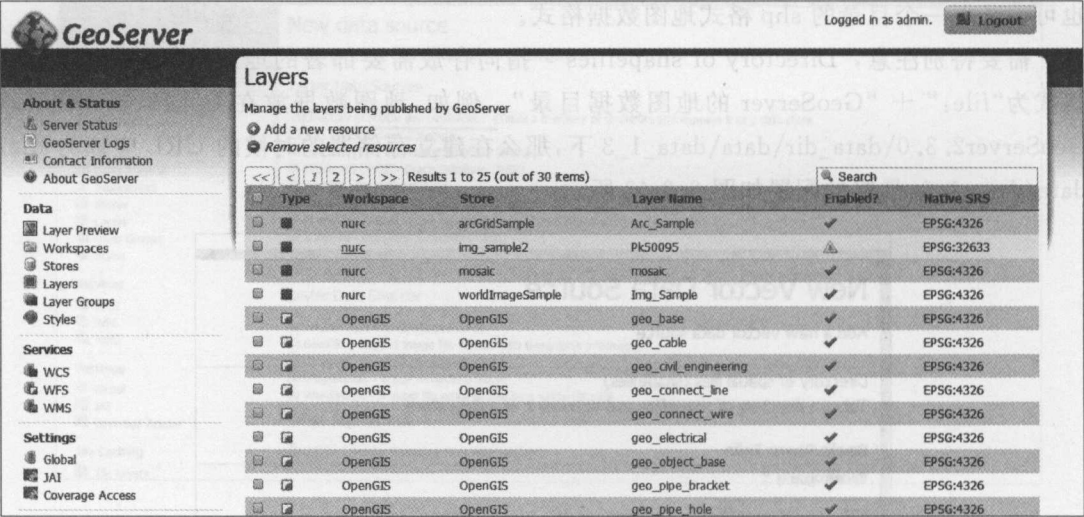 GeoServer
Logged in as admin.
Logout
About & Status
Server Status
GeoServer Logs
Contact Information
About GeoServer
Data
Layer Preview
Workspaces
Stores
Layers
Layer Groups
Styles
Services
WCS
WFS
WMS
Settings
Global
JAI
Coverage Access
Layers
Manage the layers being published by GeoServer
Add a new resource
Remove selected resources
<< < 1 2 > >> Results 1 to 25 (out of 30 items)
Search
Type Workspace Store Layer Name Enabled? Native SRS
nurc arcGridSample Arc_Sample EPSG:4326
nurc img_sample2 Pk50095 EPSG:32633
nurc mosaic mosaic EPSG:4326
nurc worldImageSample Img_Sample EPSG:4326
OpenGIS OpenGIS geo_base EPSG:4326
OpenGIS OpenGIS geo_cable EPSG:4326
OpenGIS OpenGIS geo_civil_engineering EPSG:4326
OpenGIS OpenGIS geo_connect_line EPSG:4326
OpenGIS OpenGIS geo_connect_wire EPSG:4326
OpenGIS OpenGIS geo_electrical EPSG:4326
OpenGIS OpenGIS geo_object_base EPSG:4326
OpenGIS OpenGIS geo_pipe_bracket EPSG:4326
OpenGIS OpenGIS geo_pipe_hole EPSG:4326